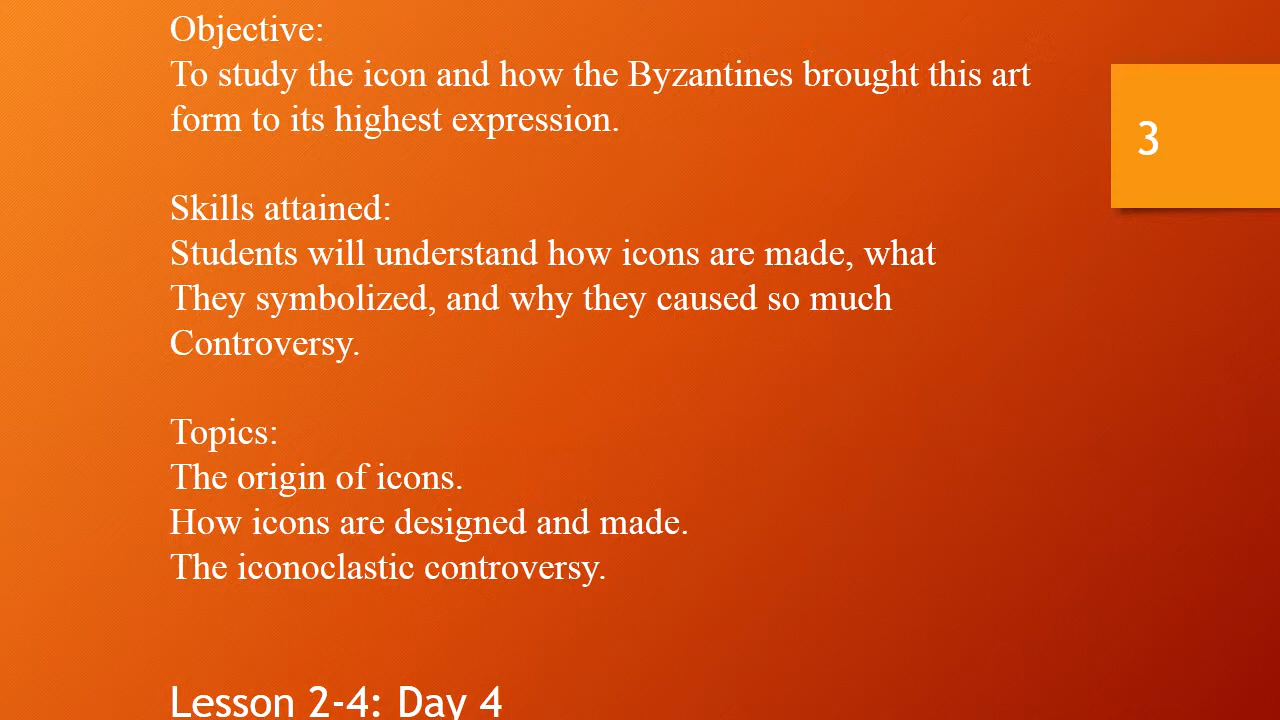 Objective:
To study the icon and how the Byzantines brought this art
form to its highest expression.
3
Skills attained:
Students will understand how icons are made, what
They symbolized, and why they caused so much
Controversy.
Topics:
The origin of icons.
How icons are designed and made.
The iconoclastic controversy.
Lesson 2-4: Day 4